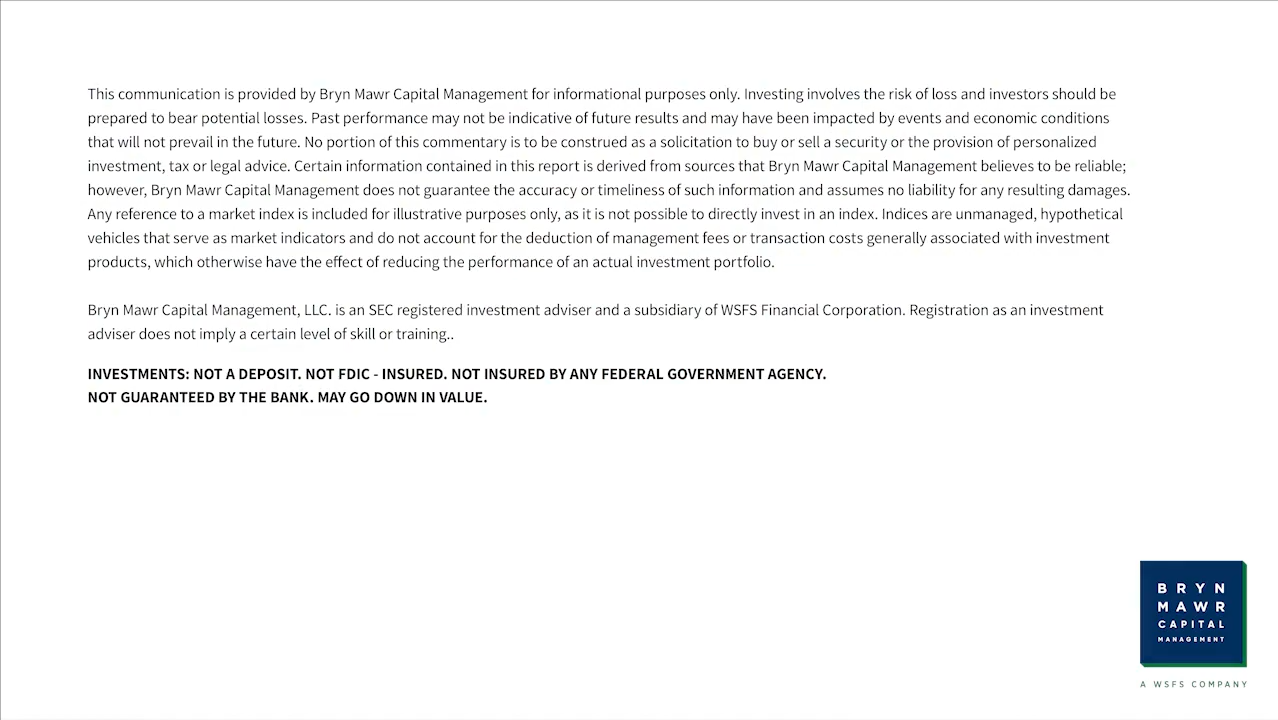 This communication is provided by Bryn Mawr Capital Management for informational purposes only. Investing involves the risk of loss and investors should be
prepared to bear potential losses. Past performance may not be indicative of future results and may have been impacted by events and economic conditions
that will not prevail in the future. No portion of this commentary is to be construed as a solicitation to buy or sell a security or the provision of personalized
investment, tax or legal advice. Certain information contained in this report is derived from sources that Bryn Mawr Capital Management believes to be reliable;
however, Bryn Mawr Capital Management does not guarantee the accuracy or timeliness of such information and assumes no liability for any resulting damages.
Any reference to a market index is included for illustrative purposes only, as it is not possible to directly invest in an index. Indices are unmanaged, hypothetical
vehicles that serve as market indicators and do not account for the deduction of management fees or transaction costs generally associated with investment
products, which otherwise have the effect of reducing the performance of an actual investment portfolio.
Bryn Mawr Capital Management, LLC. is an SEC registered investment adviser and a subsidiary of WSFS Financial Corporation. Registration as an investment
adviser does not imply a certain level of skill or training..
INVESTMENTS: NOT A DEPOSIT. NOT FDIC - INSURED. NOT INSURED BY ANY FEDERAL GOVERNMENT AGENCY.
NOT GUARANTEED BY THE BANK. MAY GO DOWN IN VALUE.
BRYN
MAWR
CAPITAL
MANAGEMENT
A WSFS COMPANY